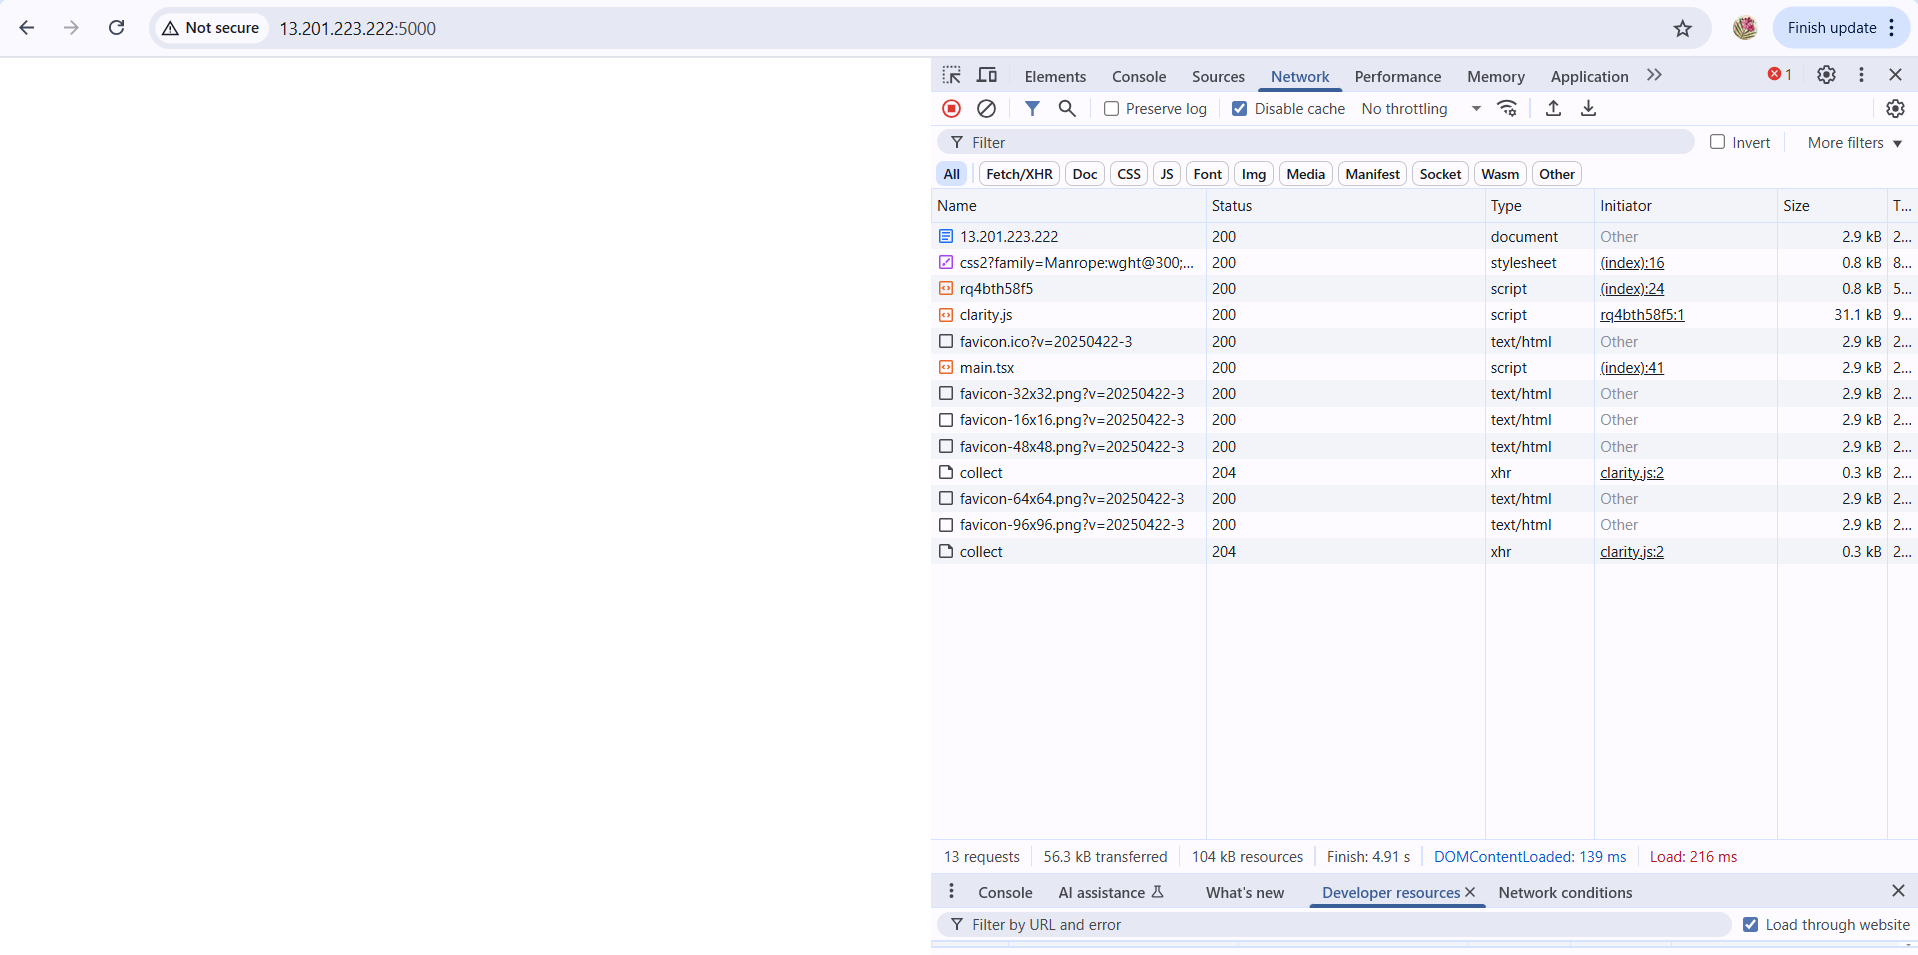 Not secure 13.201.223.222:5000 Finish update
Elements Console Sources Network Performance Memory Application 1
Preserve log Disable cache No throttling
Filter Invert More filters
All Fetch/XHR Doc CSS JS Font Img Media Manifest Socket Wasm Other
Name Status Type Initiator Size T...
13.201.223.222 200 document Other 2.9 kB 2...
css2?family=Manrope:wght@300;... 200 stylesheet (index):16 0.8 kB 8...
rq4bth58f5 200 script (index):24 0.8 kB 5...
clarity.js 200 script rq4bth58f5:1 31.1 kB 9...
favicon.ico?v=20250422-3 200 text/html Other 2.9 kB 2...
main.tsx 200 script (index):41 2.9 kB 2...
favicon-32x32.png?v=20250422-3 200 text/html Other 2.9 kB 2...
favicon-16x16.png?v=20250422-3 200 text/html Other 2.9 kB 2...
favicon-48x48.png?v=20250422-3 200 text/html Other 2.9 kB 2...
collect 204 xhr clarity.js:2 0.3 kB 2...
favicon-64x64.png?v=20250422-3 200 text/html Other 2.9 kB 2...
favicon-96x96.png?v=20250422-3 200 text/html Other 2.9 kB 2...
collect 204 xhr clarity.js:2 0.3 kB 2...
13 requests 56.3 kB transferred 104 kB resources Finish: 4.91 s DOMContentLoaded: 139 ms Load: 216 ms
Console AI assistance What's new Developer resources Network conditions
Filter by URL and error Load through website